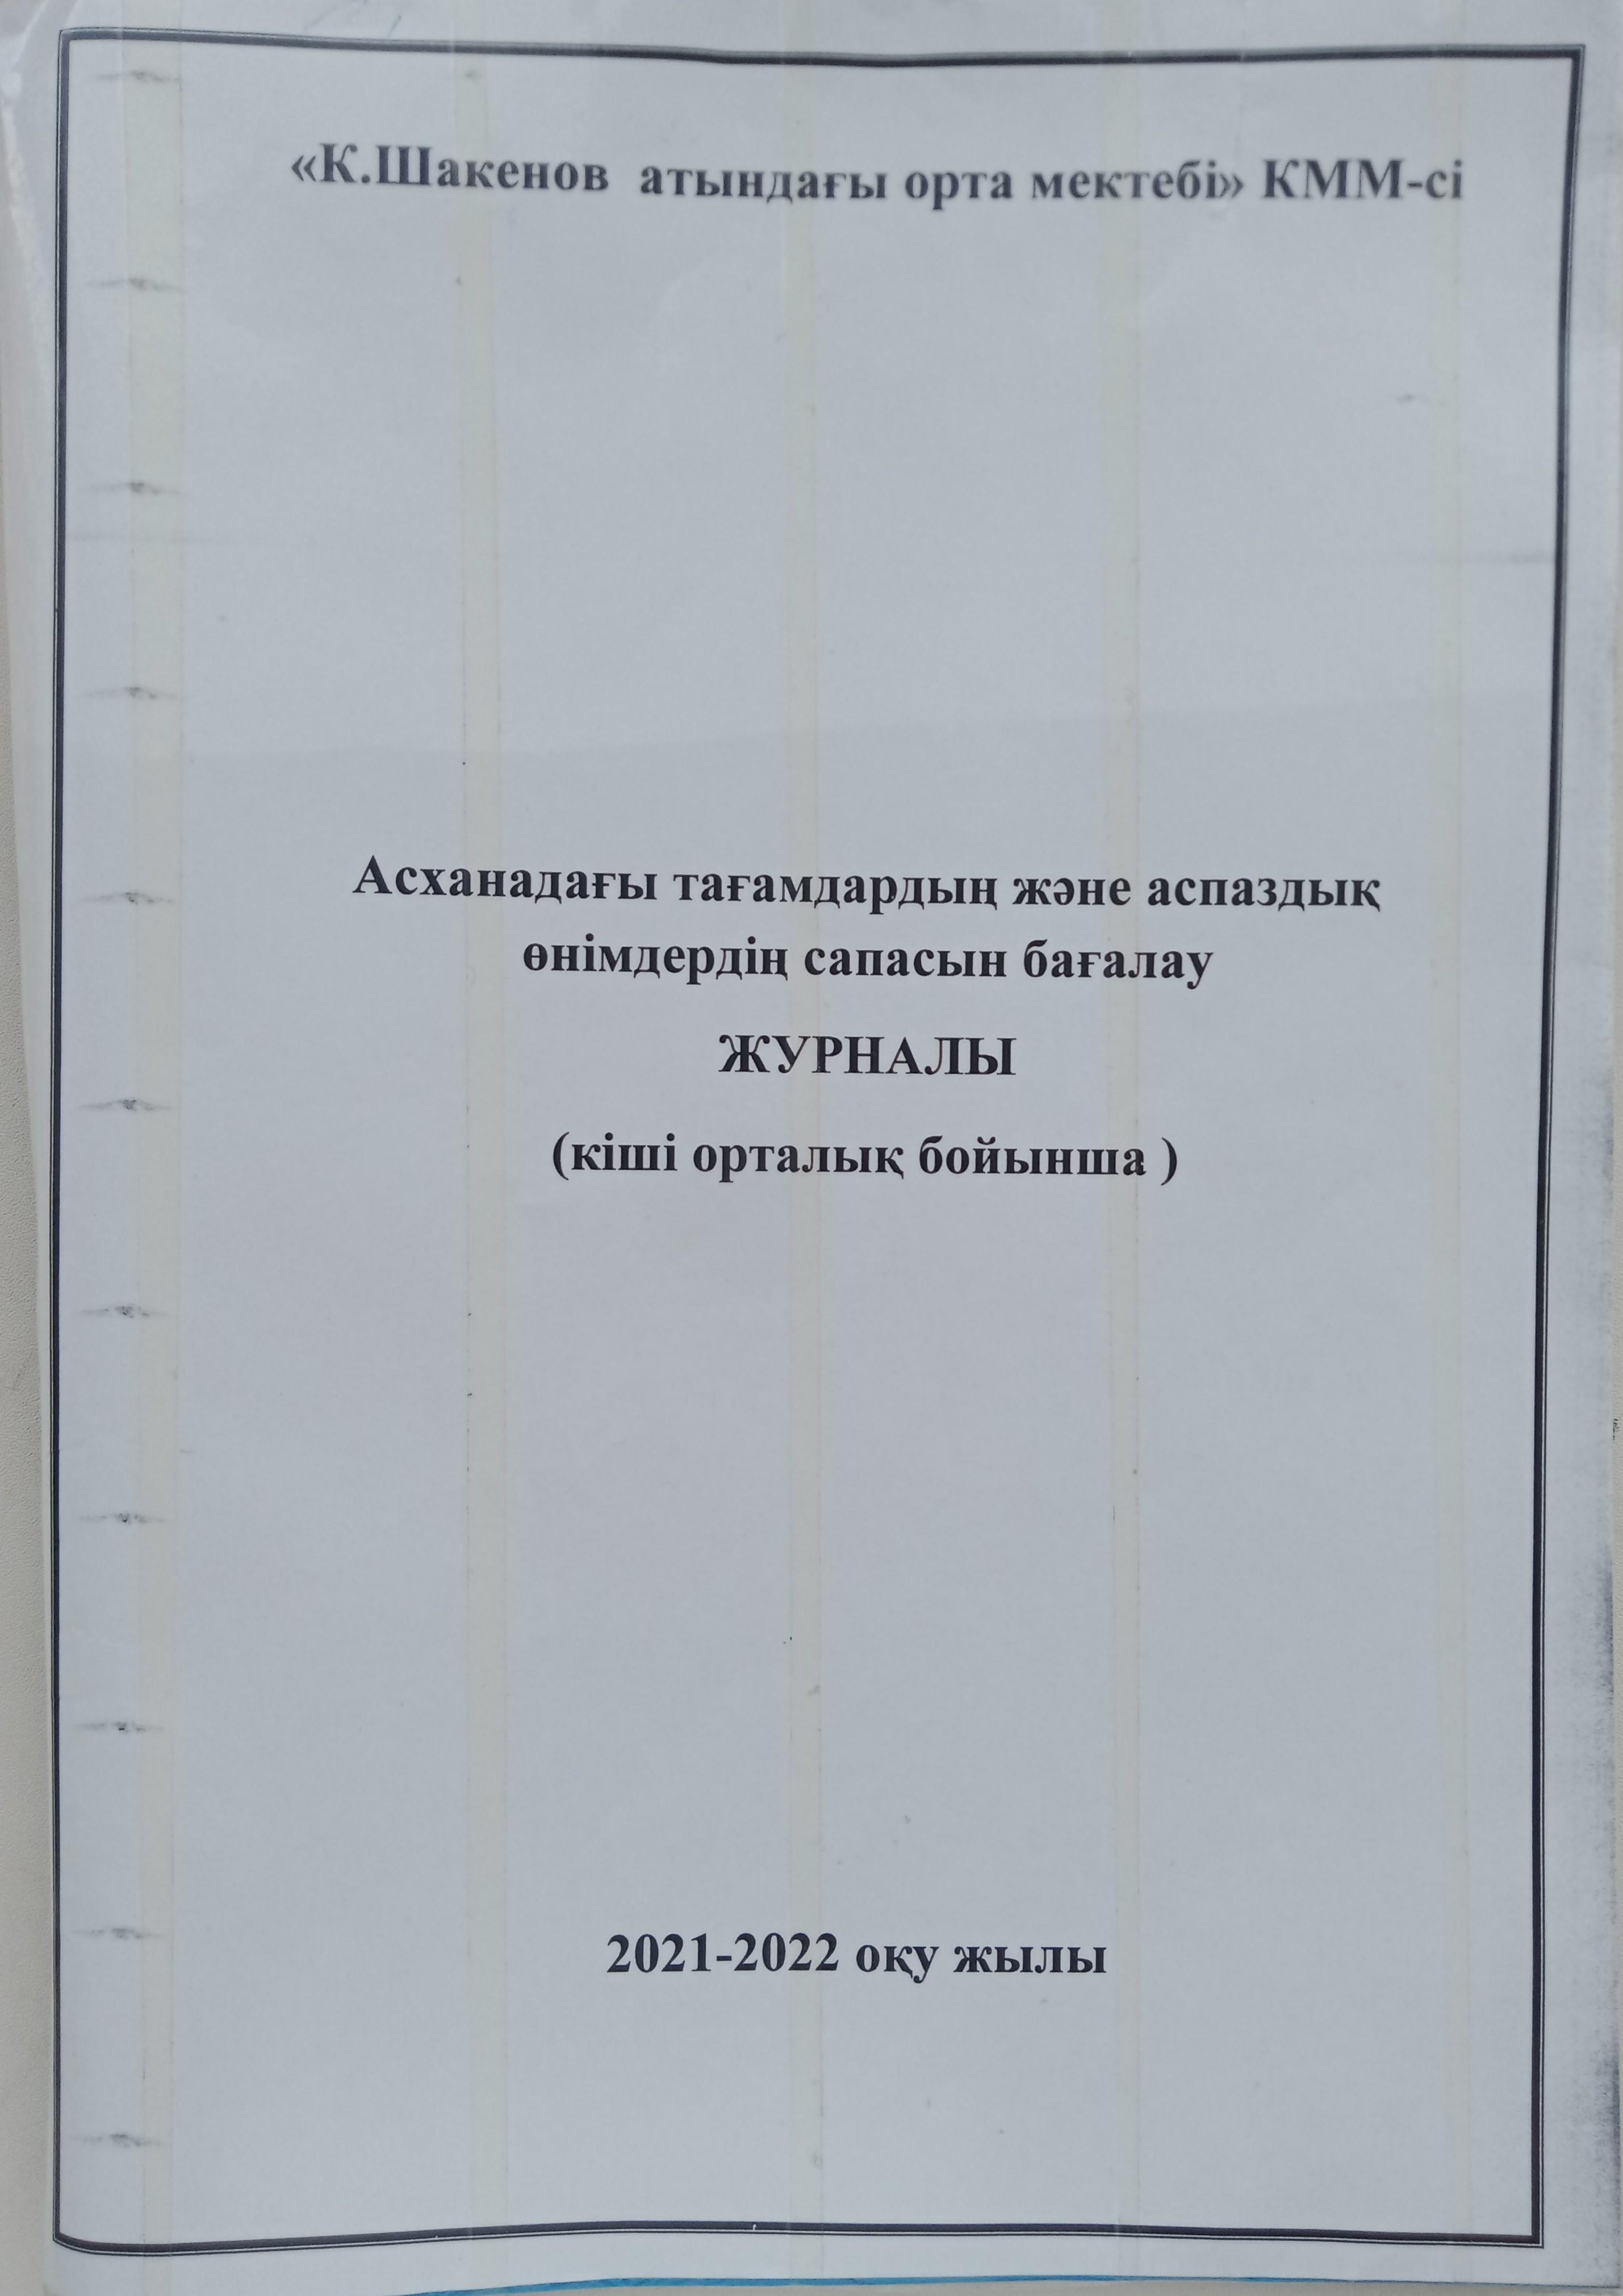 «К.Шакенов атындағы орта мектебі» КММ-сі
Асханадағы тағамдардың және аспаздық
өнімдердің сапасын бағалау
ЖУРНАЛЫ
(кіші орталық бойынша )
2021-2022 оқу жылы